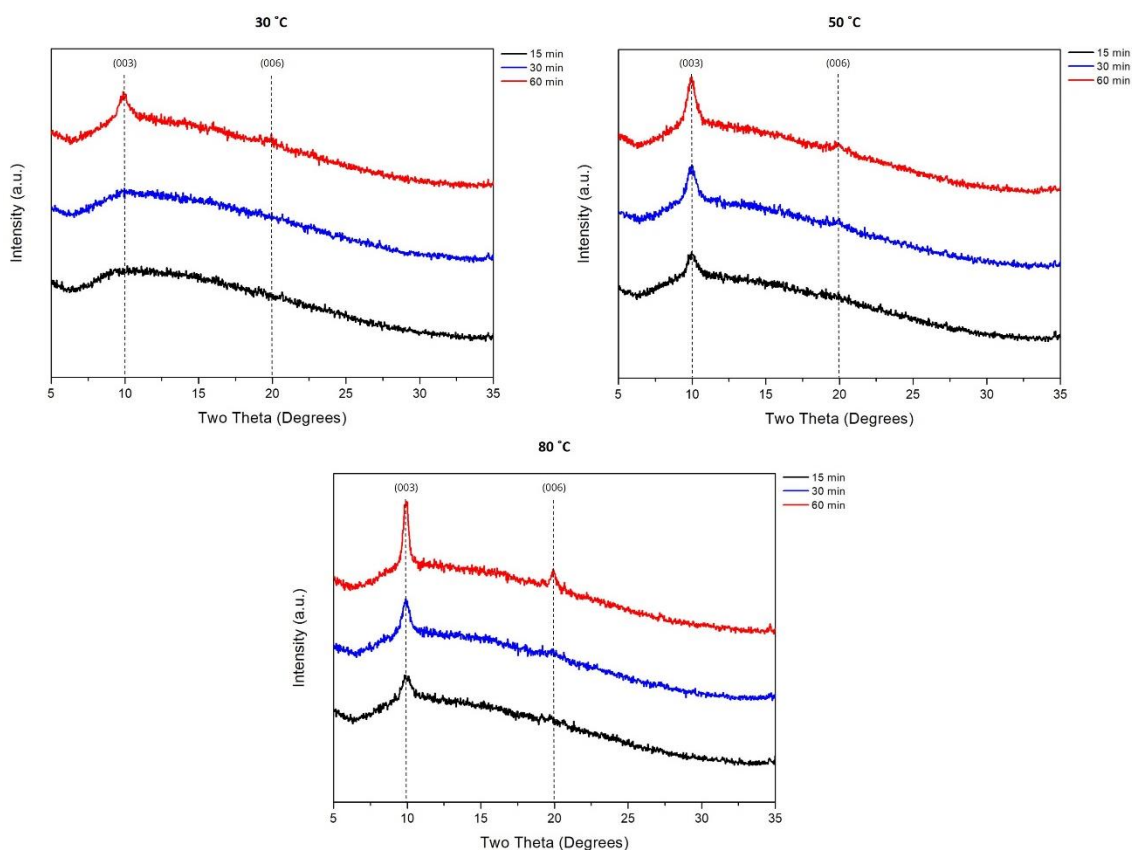 30 ˚C
(003)
(006)
15 min
30 min
60 min
Intensity (a.u.)
5
10
15
20
25
30
35
Two Theta (Degrees)
50 ˚C
(003)
(006)
15 min
30 min
60 min
Intensity (a.u.)
5
10
15
20
25
30
35
Two Theta (Degrees)
80 ˚C
(003)
(006)
15 min
30 min
60 min
Intensity (a.u.)
5
10
15
20
25
30
35
Two Theta (Degrees)